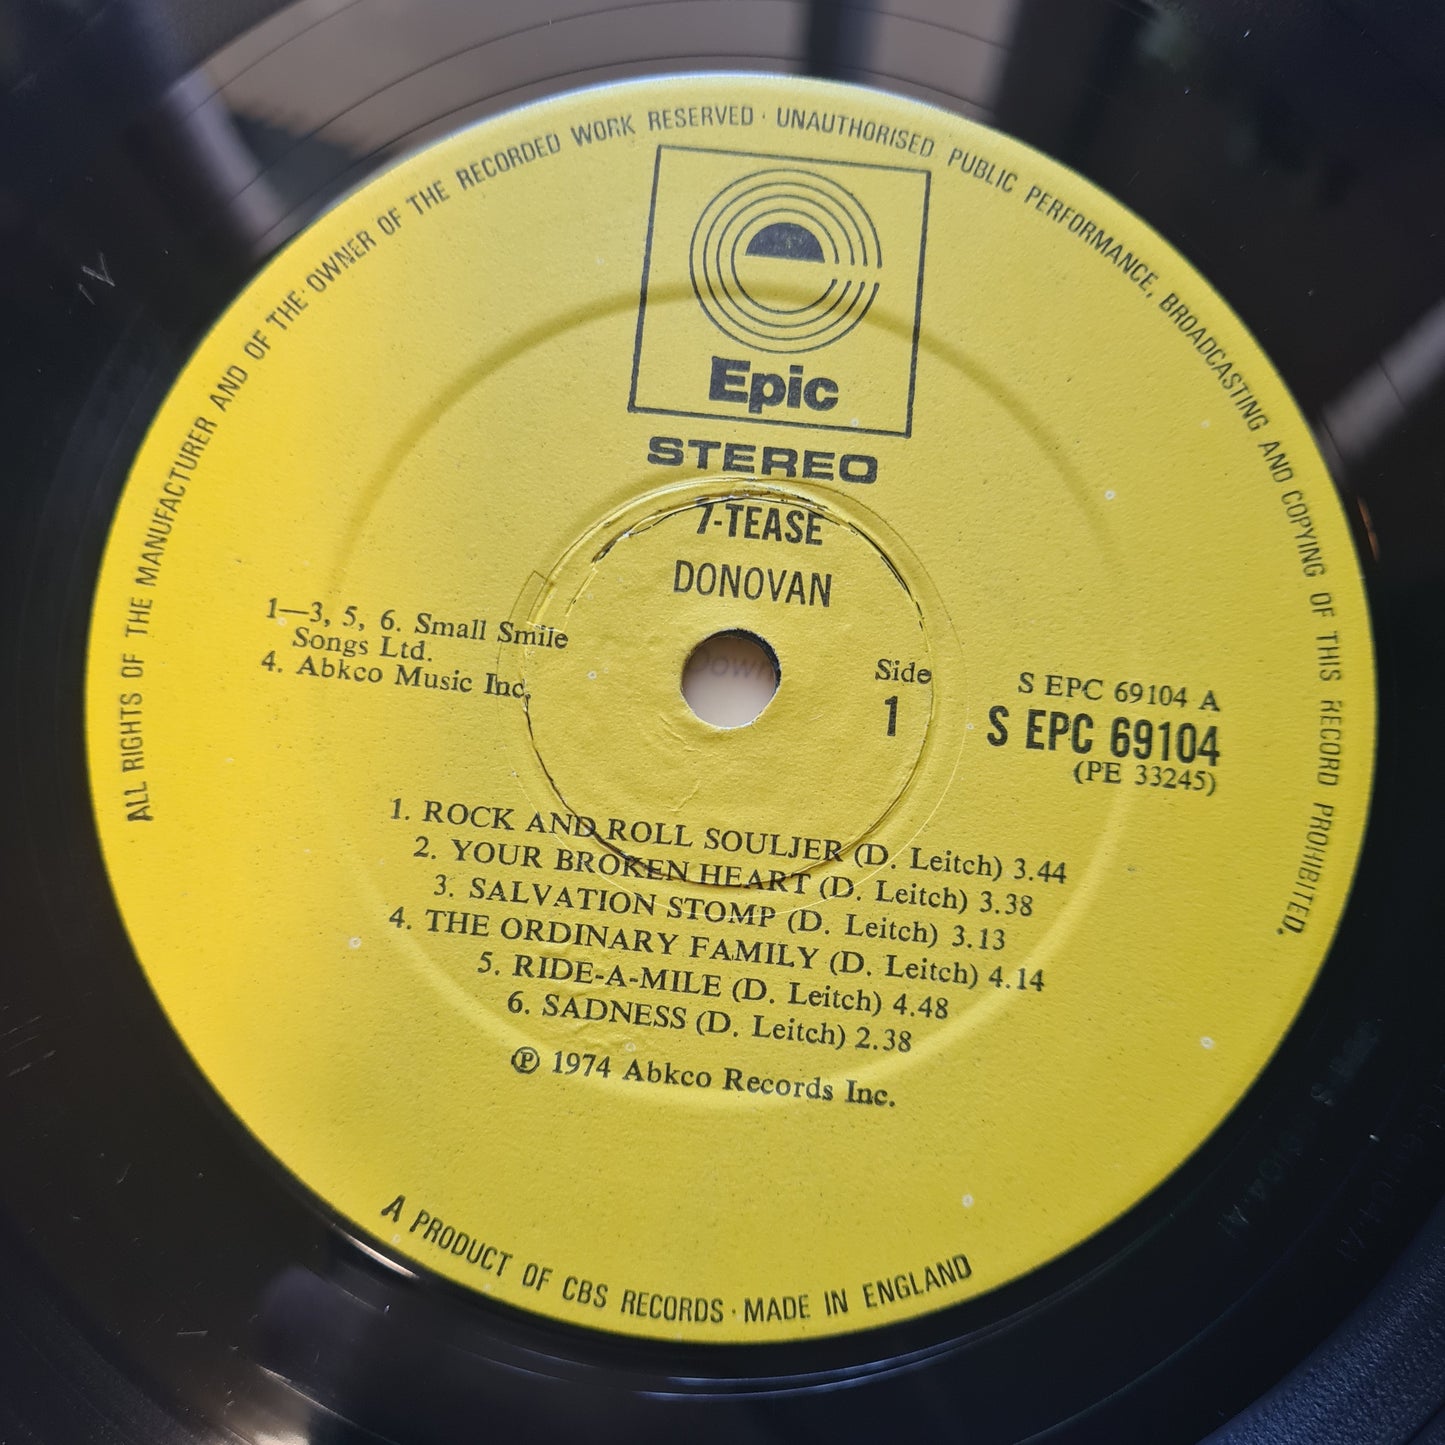 ALL RIGHTS OF THE MANUFACTURER AND OF THE OWNER OF THE RECORDED WORK RESERVED · UNAUTHORISED PUBLIC PERFORMANCE, BROADCASTING AND COPYING OF THIS RECORD PROHIBITED.
Epic
STEREO
7-TEASE
DONOVAN
1—3, 5, 6. Small Smile
Songs Ltd.
4. Abkco Music Inc.
Side
1
S EPC 69104 A
S EPC 69104
(PE 33245)
1. ROCK AND ROLL SOULJER (D. Leitch) 3.44
2. YOUR BROKEN HEART (D. Leitch) 3.38
3. SALVATION STOMP (D. Leitch) 3.13
4. THE ORDINARY FAMILY (D. Leitch) 4.14
5. RIDE-A-MILE (D. Leitch) 4.48
6. SADNESS (D. Leitch) 2.38
℗ 1974 Abkco Records Inc.
A PRODUCT OF CBS RECORDS · MADE IN ENGLAND